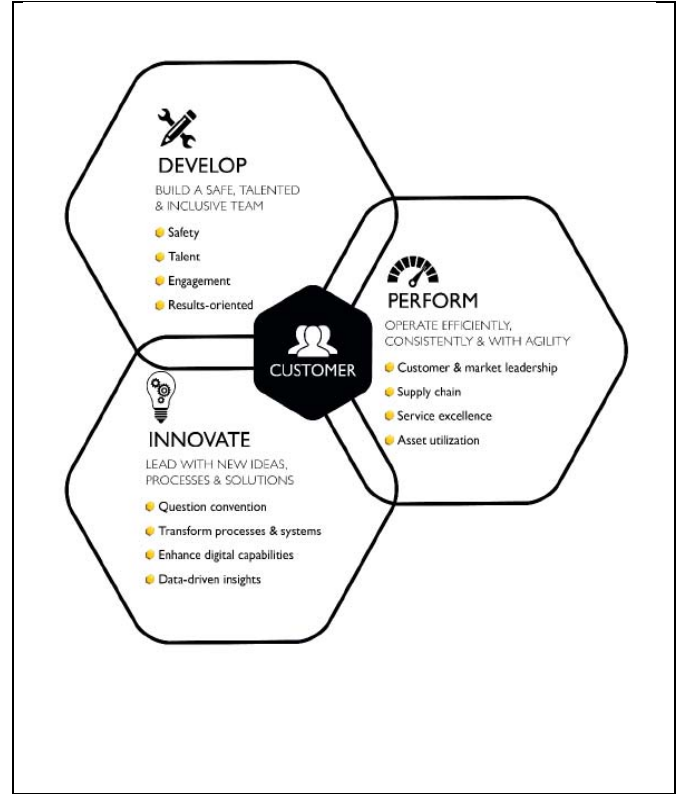 DEVELOP
BUILD A SAFE, TALENTED
& INCLUSIVE TEAM
Safety
Talent
Engagement
Results-oriented
CUSTOMER
PERFORM
OPERATE EFFICIENTLY,
CONSISTENTLY & WITH AGILITY
Customer & market leadership
Supply chain
Service excellence
Asset utilization
INNOVATE
LEAD WITH NEW IDEAS,
PROCESSES & SOLUTIONS
Question convention
Transform processes & systems
Enhance digital capabilities
Data-driven insights